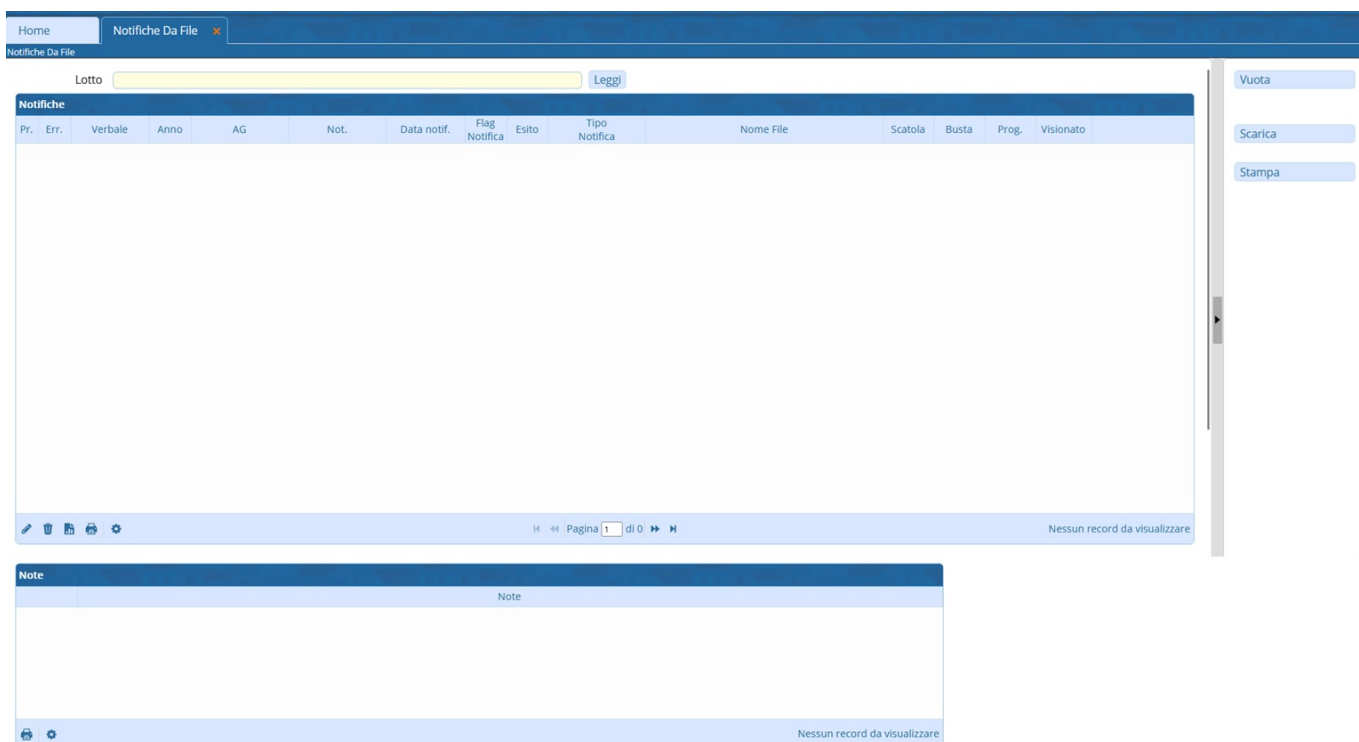 Home Notifiche Da File ×
Notifiche Da File
Lotto Leggi Vuota
Notifiche
Pr. Err. Verbale Anno AG Not. Data notif. Flag Notifica Esito Tipo Notifica Nome File Scatola Busta Prog. Visionato
Scarica
Stampa
Pagina 1 di 0 Nessun record da visualizzare
Note
Note
Nessun record da visualizzare